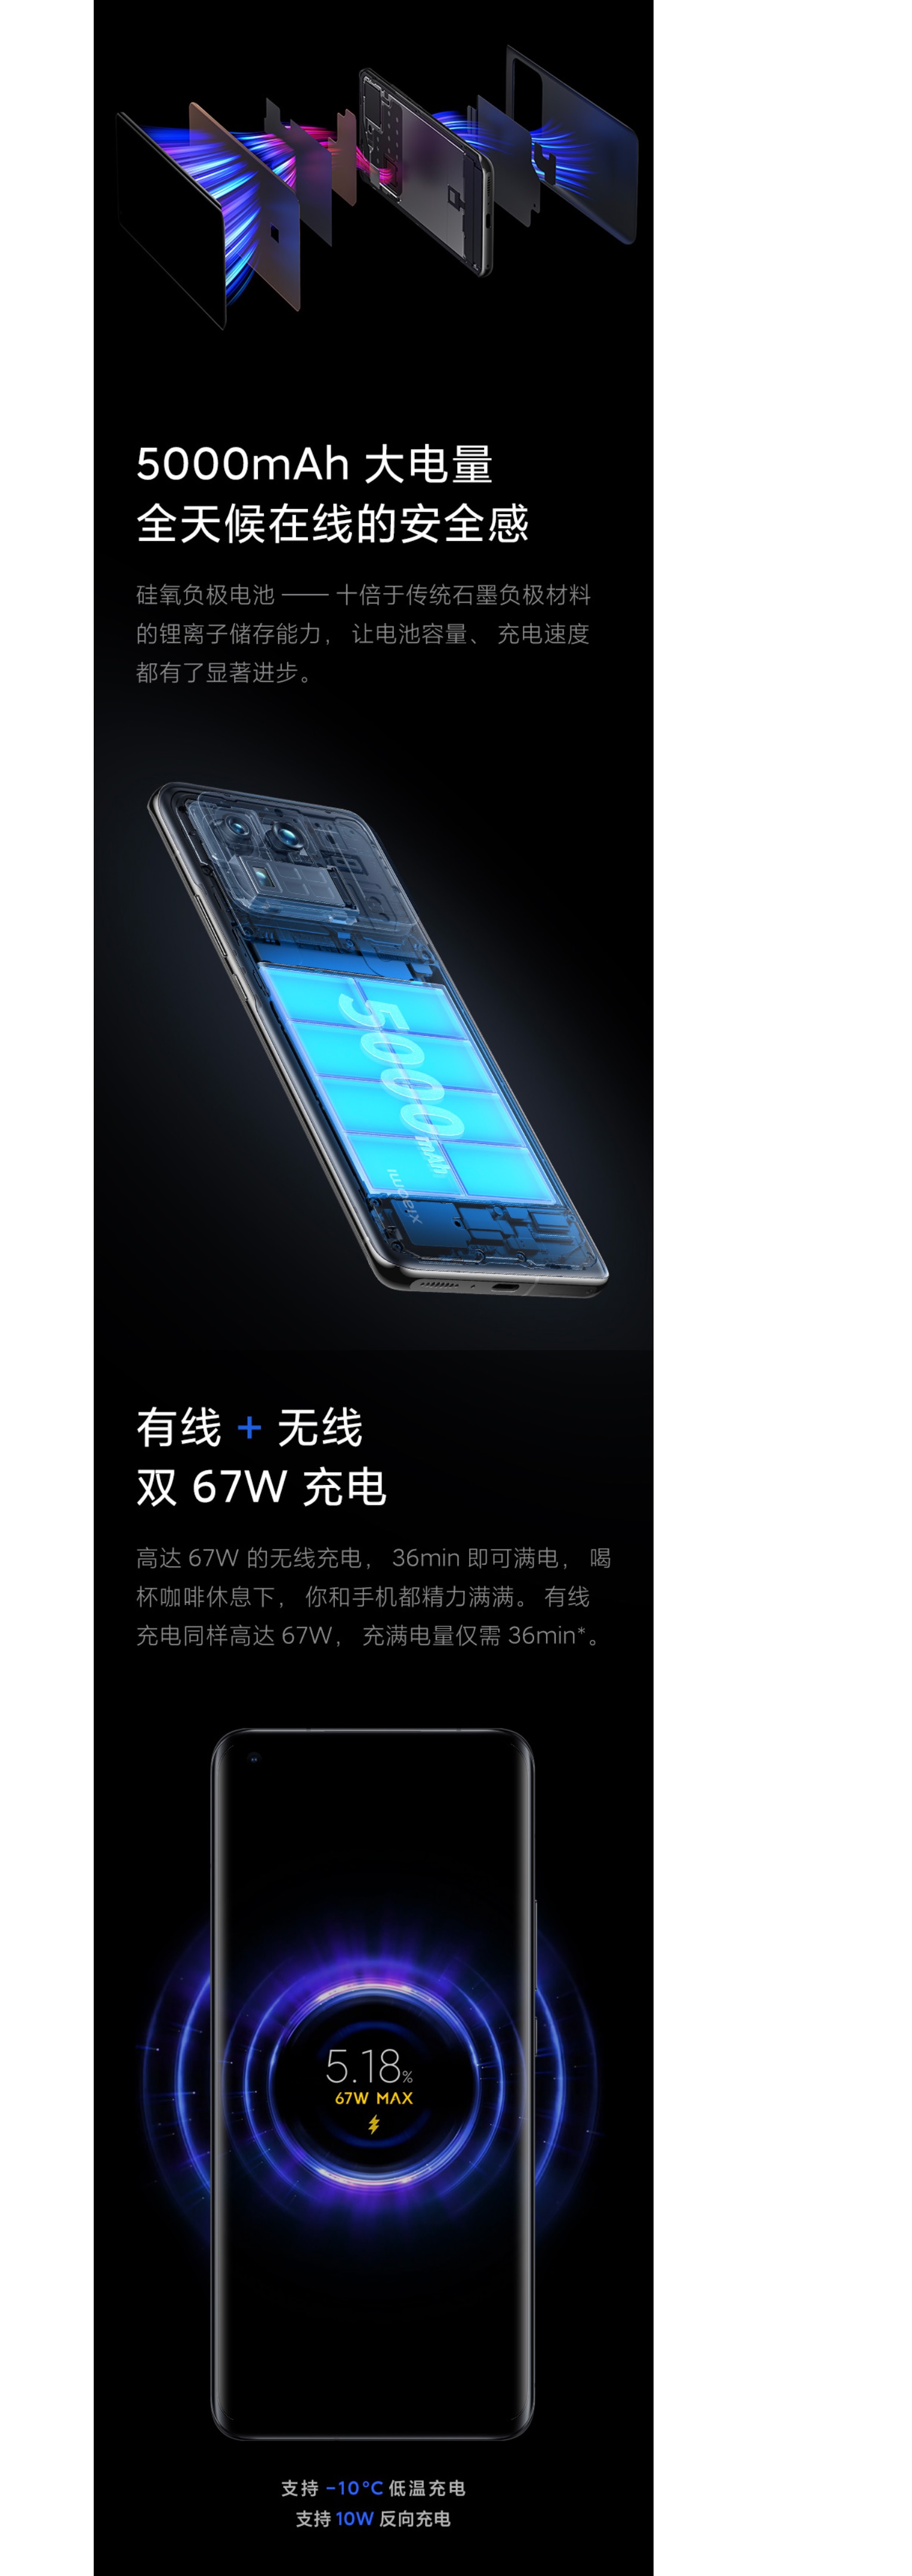 5000mAh 大电量
全天候在线的安全感
硅氧负极电池 —— 十倍于传统石墨负极材料
的锂离子储存能力， 让电池容量、 充电速度
都有了显著进步。
5000mAh
xiaomi
有线 + 无线
双 67W 充电
高达 67W 的无线充电， 36min 即可满电， 喝
杯咖啡休息下， 你和手机都精力满满。 有线
充电同样高达 67W， 充满电量仅需 36min*。
5.18%
67W MAX
支持 -10°C 低温充电
支持 10W 反向充电